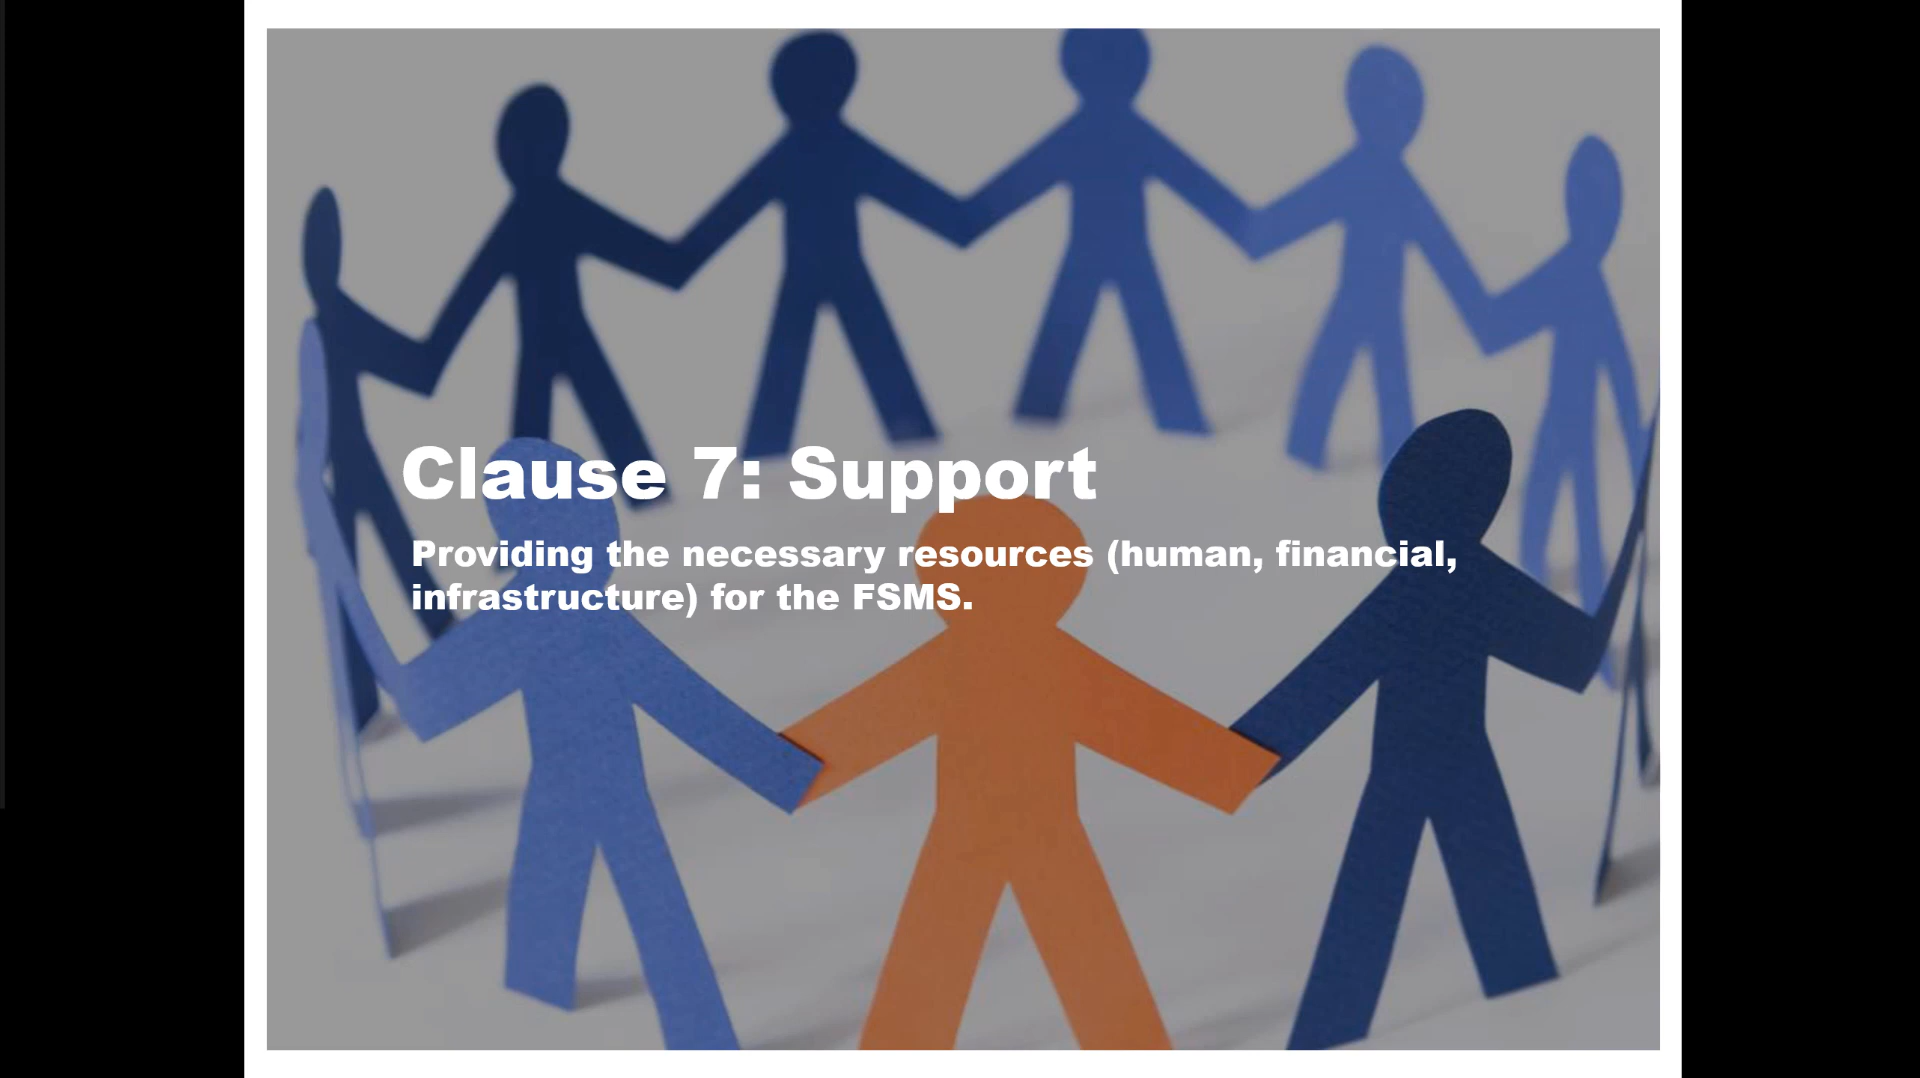 Clause 7: Support
Providing the necessary resources (human, financial,
infrastructure) for the FSMS.